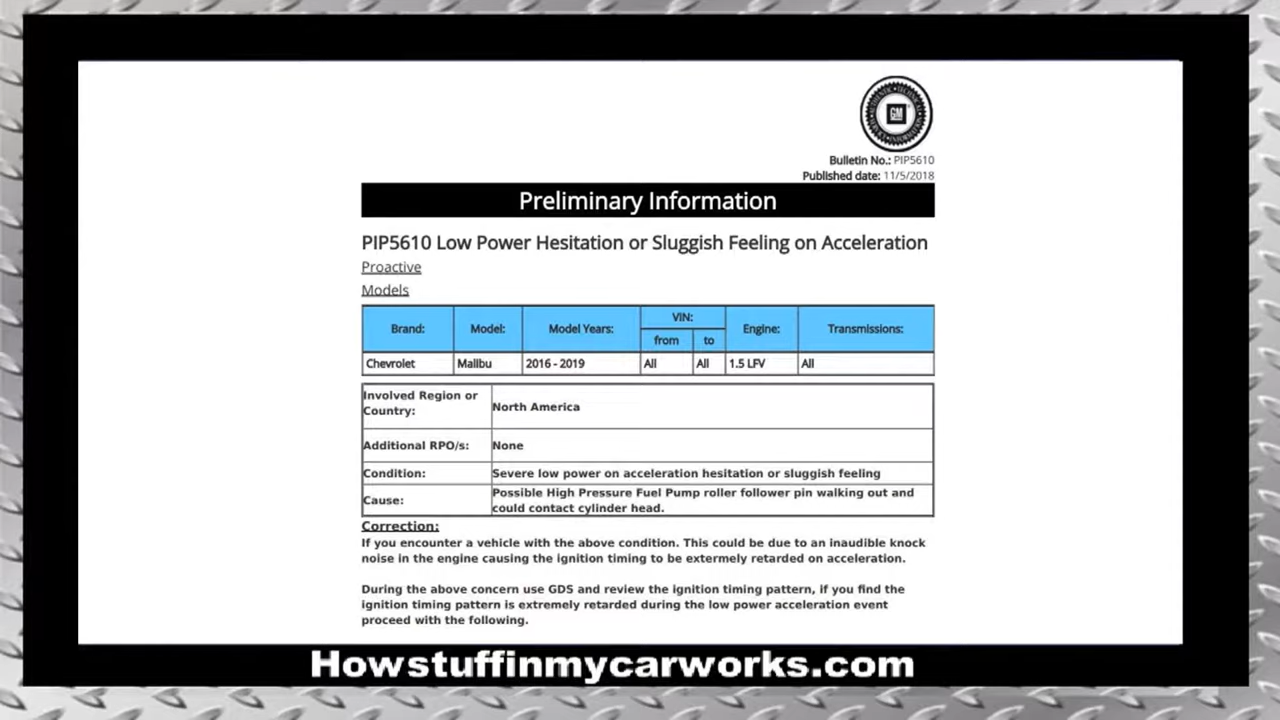 GM
Bulletin No.: PIP5610
Published date: 11/5/2018
Preliminary Information
PIP5610 Low Power Hesitation or Sluggish Feeling on Acceleration
Proactive
Models
Brand: Model: Model Years: VIN: Engine: Transmissions:
from to
Chevrolet Malibu 2016 - 2019 All All 1.5 LFV All
Involved Region or
Country: North America
Additional RPO/s: None
Condition: Severe low power on acceleration hesitation or sluggish feeling
Cause: Possible High Pressure Fuel Pump roller follower pin walking out and
could contact cylinder head.
Correction:
If you encounter a vehicle with the above condition. This could be due to an inaudible knock
noise in the engine causing the ignition timing to be extermely retarded on acceleration.
During the above concern use GDS and review the ignition timing pattern, if you find the
ignition timing pattern is extremely retarded during the low power acceleration event
proceed with the following.
Howstuffinmycarworks.com